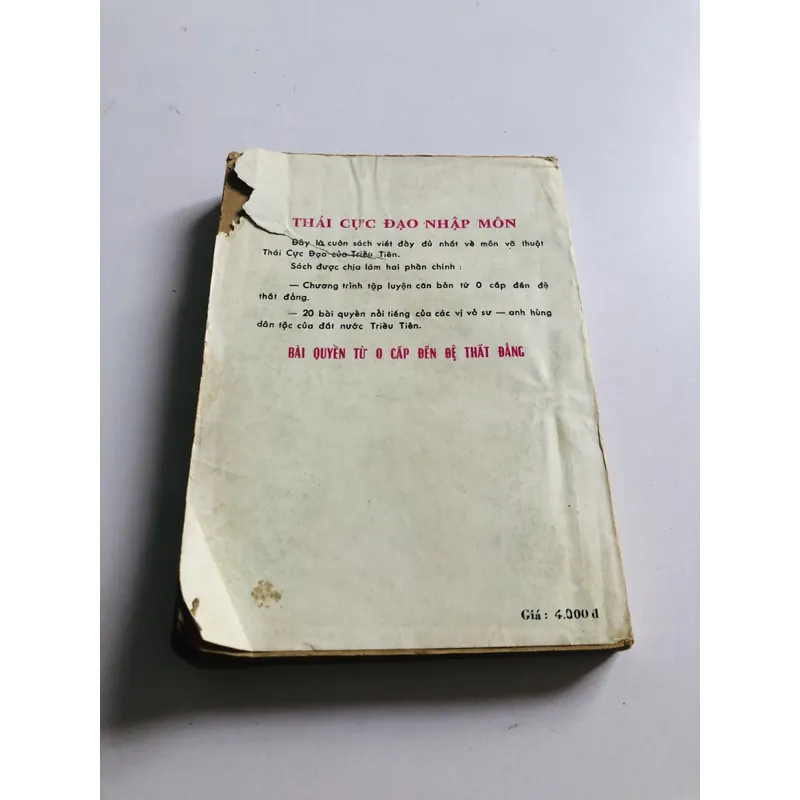 THÁI CỰC ĐẠO NHẬP MÔN
Đây là cuốn sách viết đầy đủ nhất về môn võ thuật
Thái Cực Đạo của Triều Tiên.
Sách được chịa làm hai phần chính :
— Chương trình tập luyện căn bản từ 0 cấp đến đệ
thất đẳng.
— 20 bài quyền nổi tiếng của các vị võ sư — anh hùng
dân tộc của đất nước Triều Tiên.
BÀI QUYỀN TỪ 0 CẤP ĐẾN ĐỆ THẤT ĐẲNG
Giá : 4.000 đ